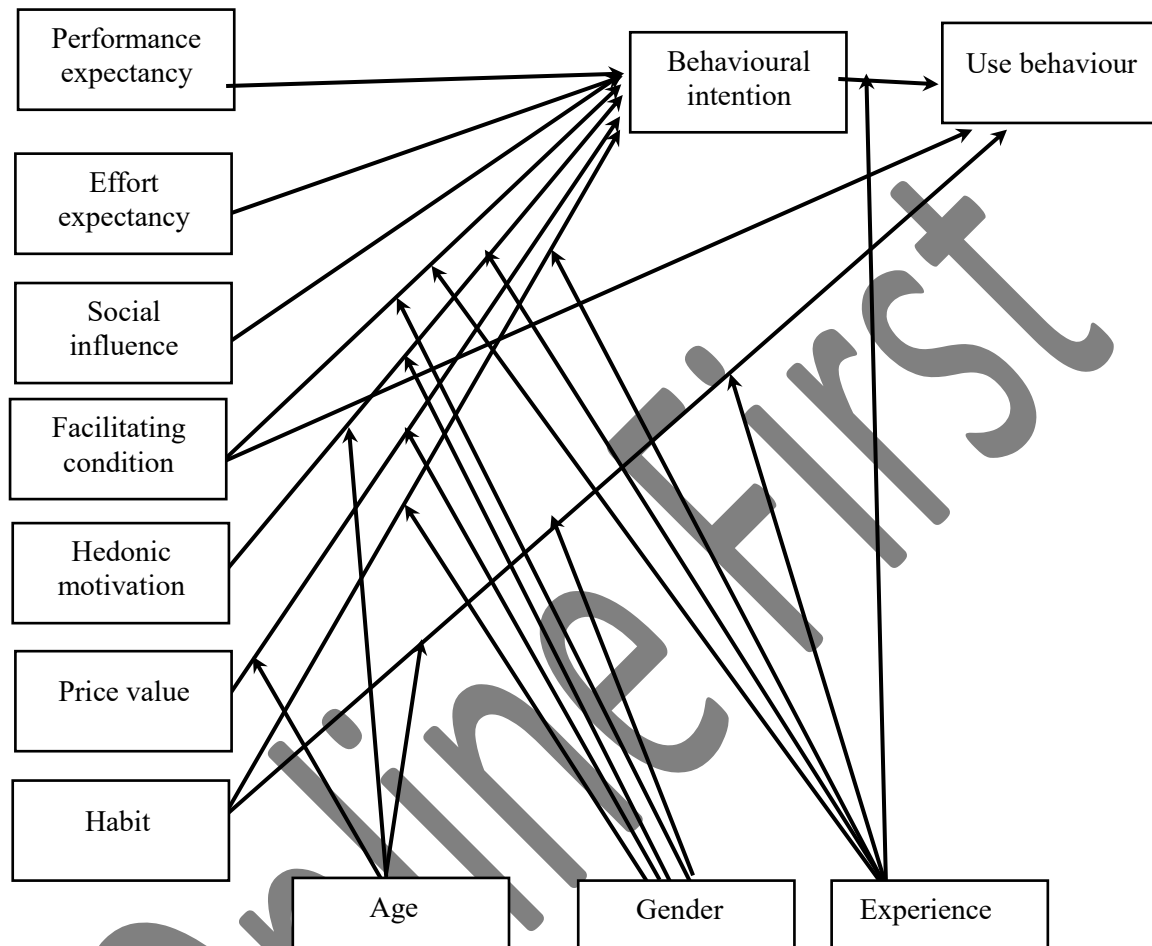 Performance
expectancy
Behavioural
intention
Use behaviour
Effort
expectancy
Social
influence
Facilitating
condition
Hedonic
motivation
Price value
Habit
Age
Gender
Experience
Online First